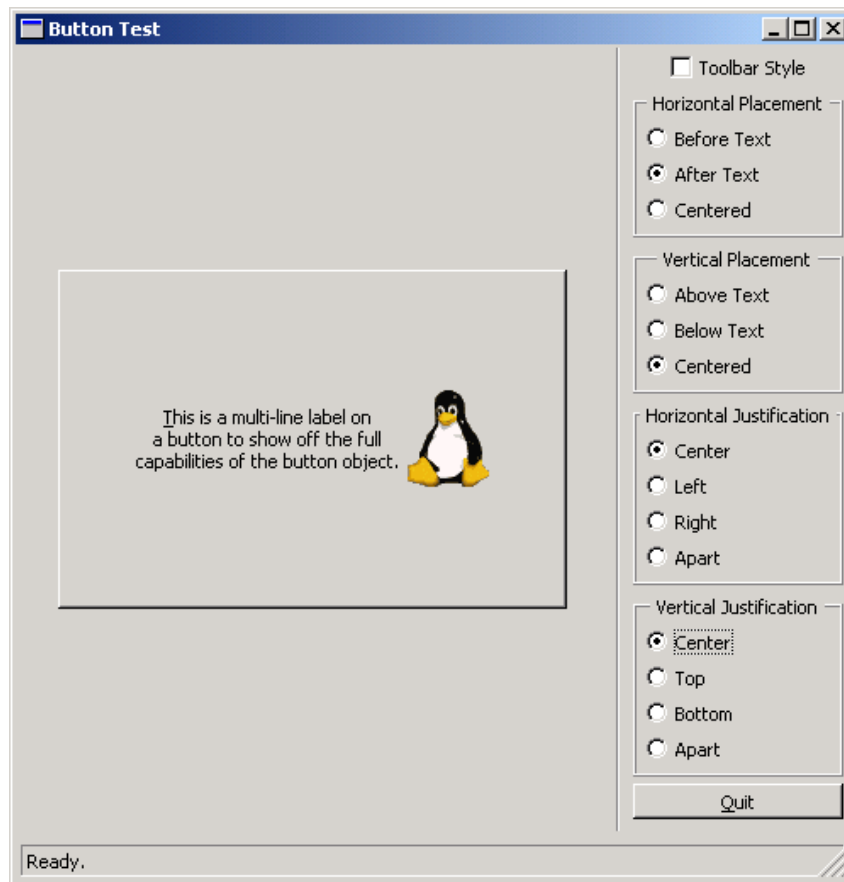 Button Test
Toolbar Style
Horizontal Placement
Before Text
After Text
Centered
Vertical Placement
Above Text
Below Text
Centered
This is a multi-line label on
a button to show off the full
capabilities of the button object.
Horizontal Justification
Center
Left
Right
Apart
Vertical Justification
Center
Top
Bottom
Apart
Quit
Ready.